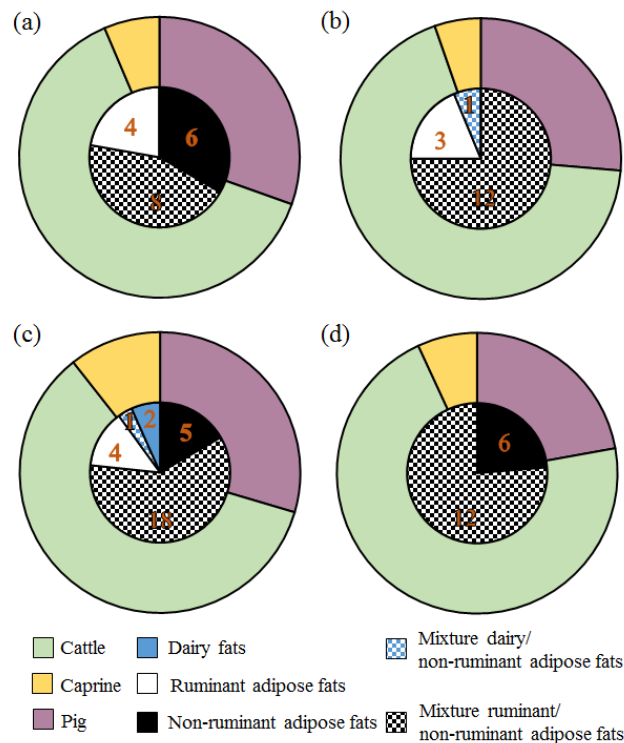 (a)
(b)
4
6
8
1
3
12
(c)
(d)
1
2
5
4
18
6
12
Cattle
Dairy fats
Mixture dairy/
non-ruminant adipose fats
Caprine
Ruminant adipose fats
Pig
Non-ruminant adipose fats
Mixture ruminant/
non-ruminant adipose fats